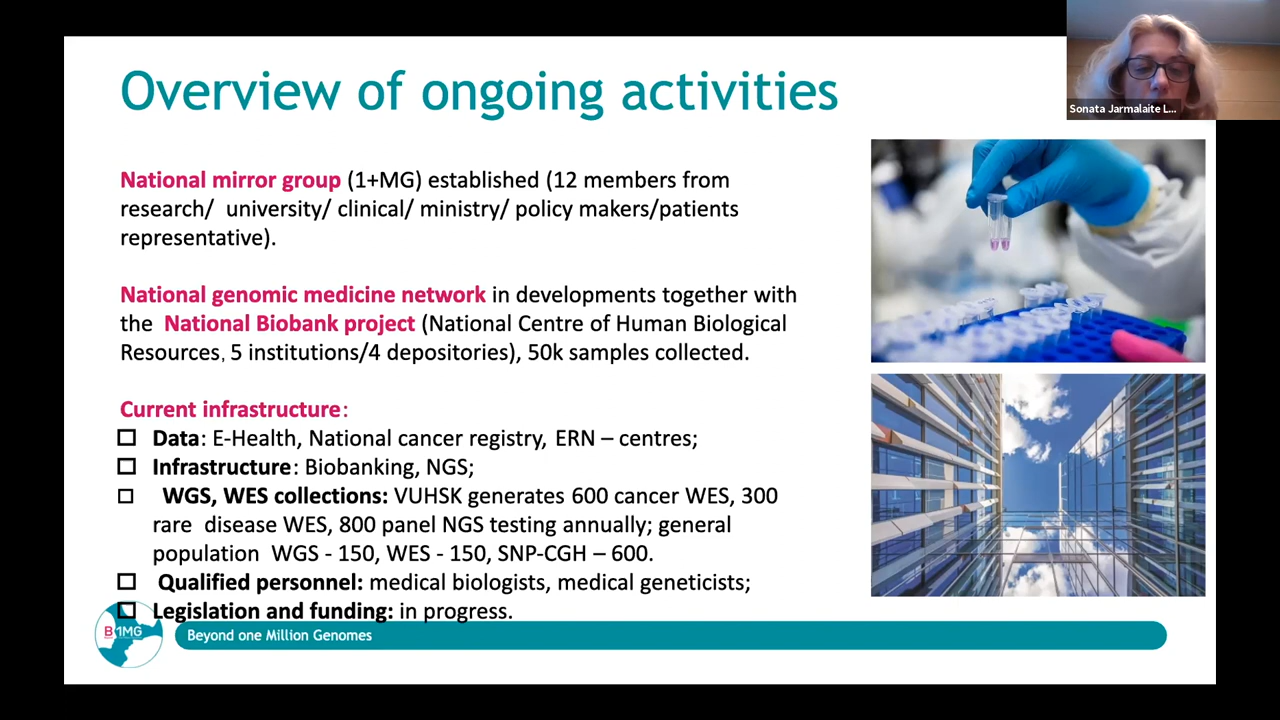 Overview of ongoing activities
Sonata Jarmalaite L...
National mirror group (1+MG) established (12 members from
research/ university/ clinical/ ministry/ policy makers/patients
representative).
National genomic medicine network in developments together with
the National Biobank project (National Centre of Human Biological
Resources, 5 institutions/4 depositories), 50k samples collected.
Current infrastructure:
Data: E-Health, National cancer registry, ERN – centres;
Infrastructure: Biobanking, NGS;
WGS, WES collections: VUHSK generates 600 cancer WES, 300
rare disease WES, 800 panel NGS testing annually; general
population WGS - 150, WES - 150, SNP-CGH – 600.
Qualified personnel: medical biologists, medical geneticists;
Legislation and funding: in progress.
B1MG
Beyond one Million Genomes